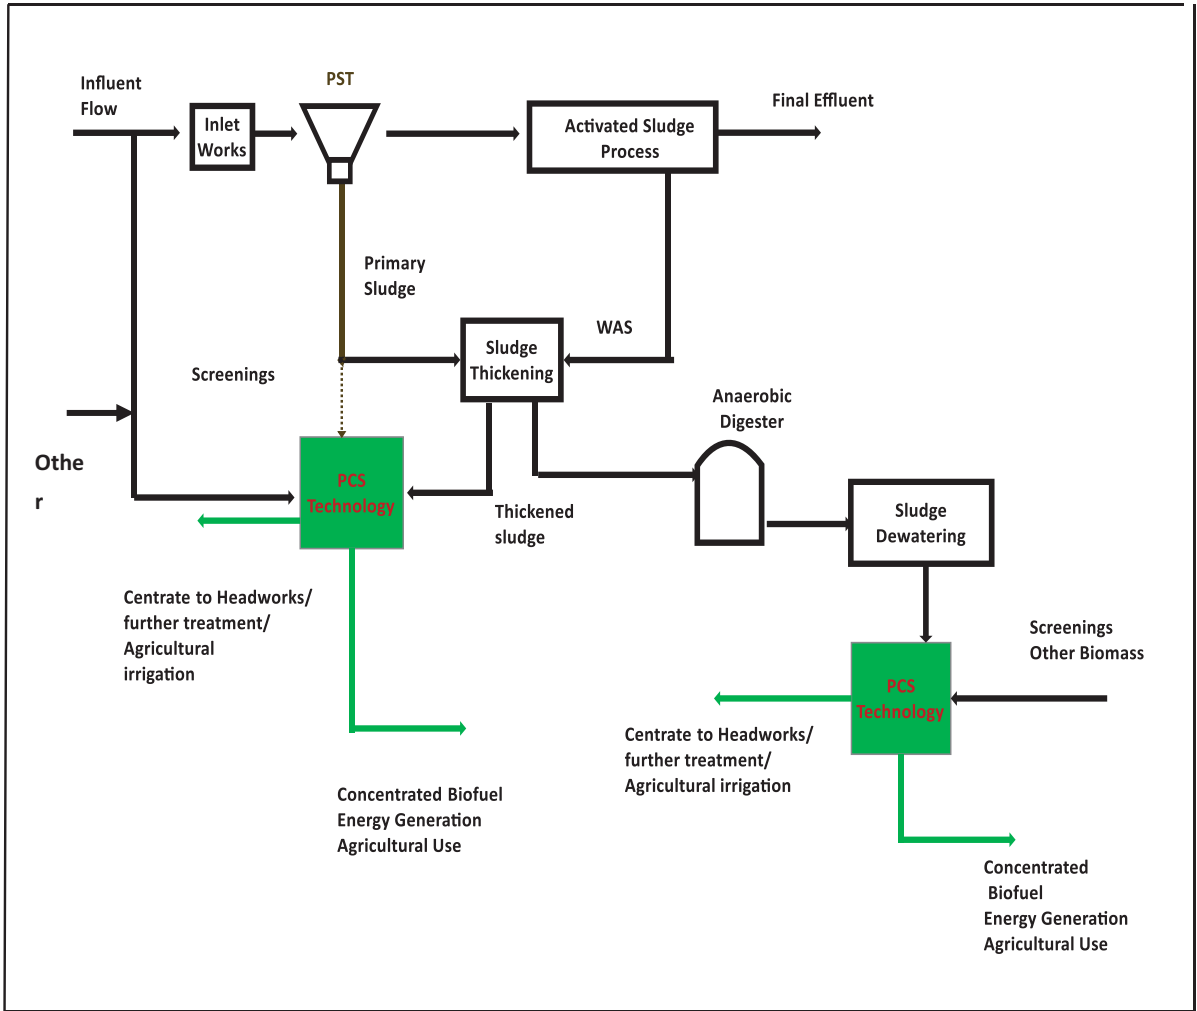 Influent
Flow
PST
Inlet
Works
Activated Sludge
Process
Final Effluent
Primary
Sludge
WAS
Sludge
Thickening
Screenings
Anaerobic
Digester
Othe
r
PCS
Technology
Thickened
sludge
Sludge
Dewatering
Centrate to Headworks/
further treatment/
Agricultural
irrigation
Screenings
Other Biomass
PCS
Technology
Centrate to Headworks/
further treatment/
Agricultural irrigation
Concentrated Biofuel
Energy Generation
Agricultural Use
Concentrated
Biofuel
Energy Generation
Agricultural Use